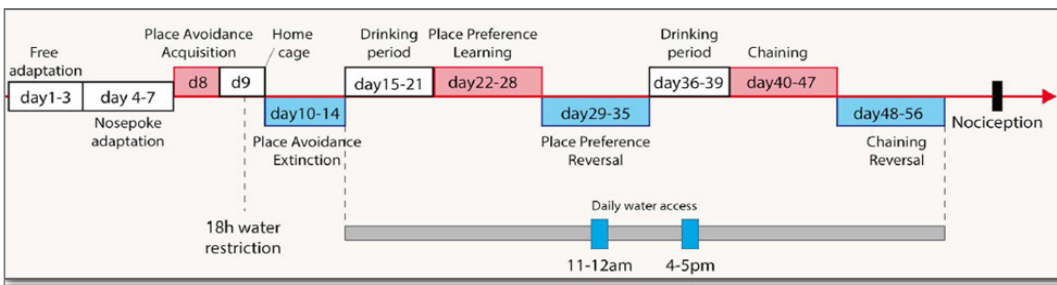 Free
adaptation
Place Avoidance
Acquisition
Home
cage
Drinking
period
Place Preference
Learning
Drinking
period
Chaining
day1-3
day 4-7
d8
d9
day10-14
day15-21
day22-28
day29-35
day36-39
day40-47
day48-56
Nosepoke
adaptation
Place Avoidance
Extinction
Place Preference
Reversal
Chaining
Reversal
Nociception
18h water
restriction
Daily water access
11-12am
4-5pm